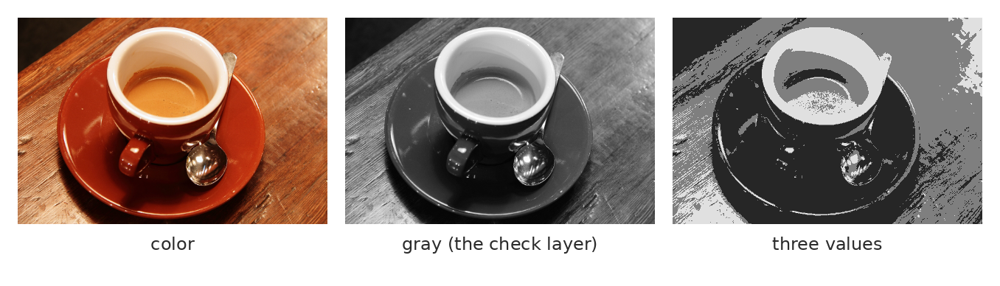 color
gray (the check layer)
three values